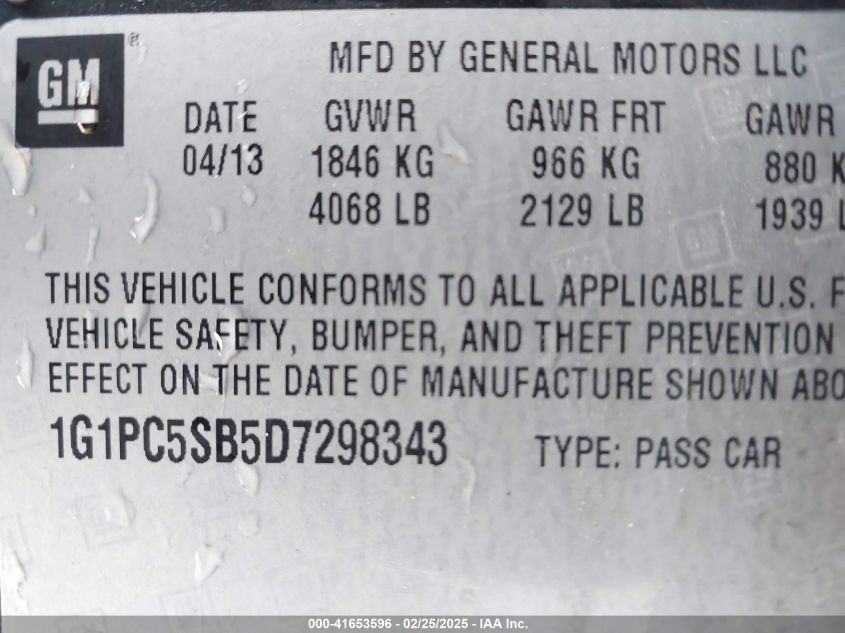 GM ®
MFD BY GENERAL MOTORS LLC
DATE GVWR GAWR FRT GAWR
04/13 1846 KG 966 KG 880 K
4068 LB 2129 LB 1939 L
THIS VEHICLE CONFORMS TO ALL APPLICABLE U.S. F
VEHICLE SAFETY, BUMPER, AND THEFT PREVENTION
EFFECT ON THE DATE OF MANUFACTURE SHOWN ABO
1G1PC5SB5D7298343 TYPE: PASS CAR
000-41653596 - 02/25/2025 - IAA Inc.